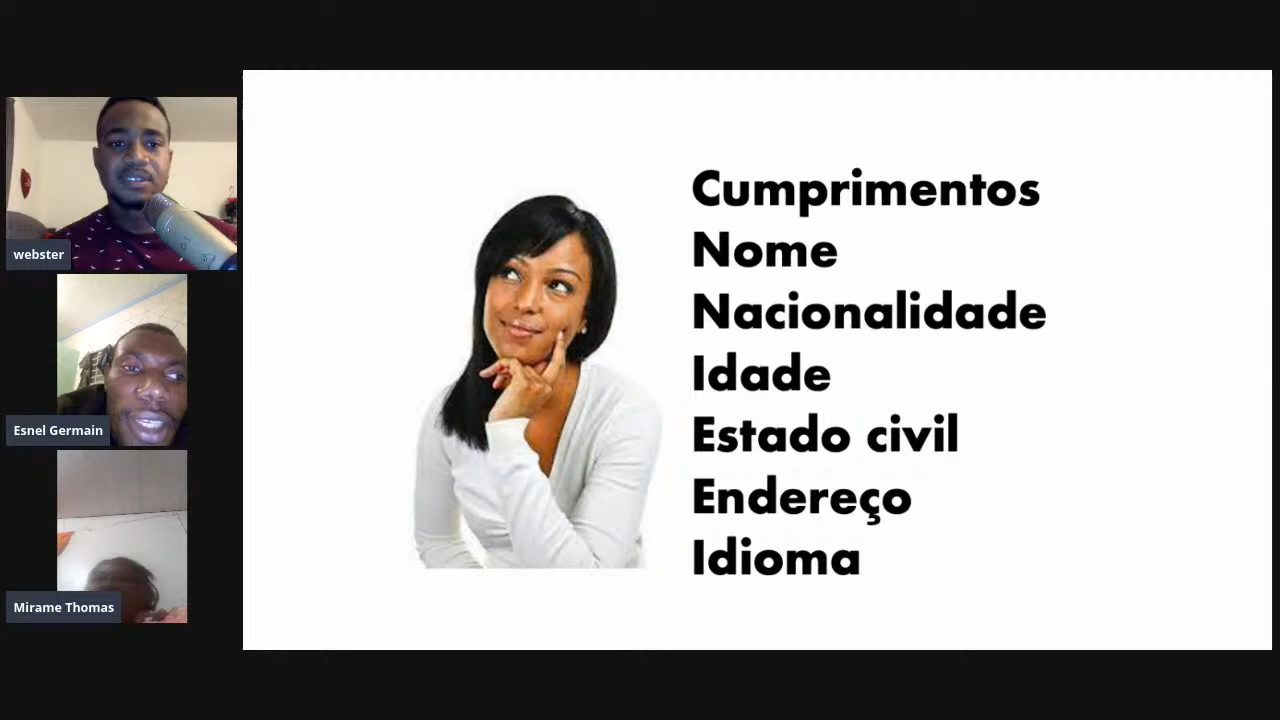 webster
Esnel Germain
Mirame Thomas
Cumprimentos
Nome
Nacionalidade
Idade
Estado civil
Endereço
Idioma